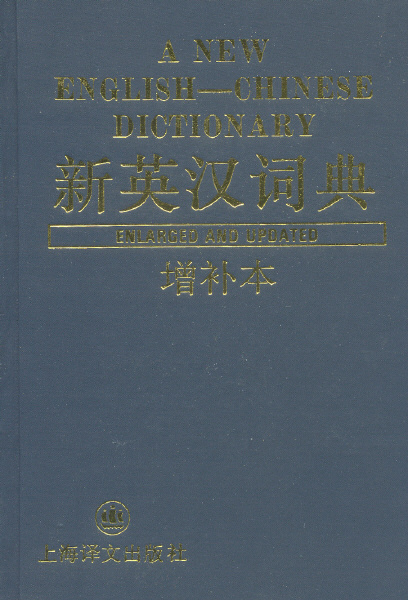 A NEW
ENGLISH—CHINESE
DICTIONARY
新英汉词典
ENLARGED AND UPDATED
增补本
上海译文出版社